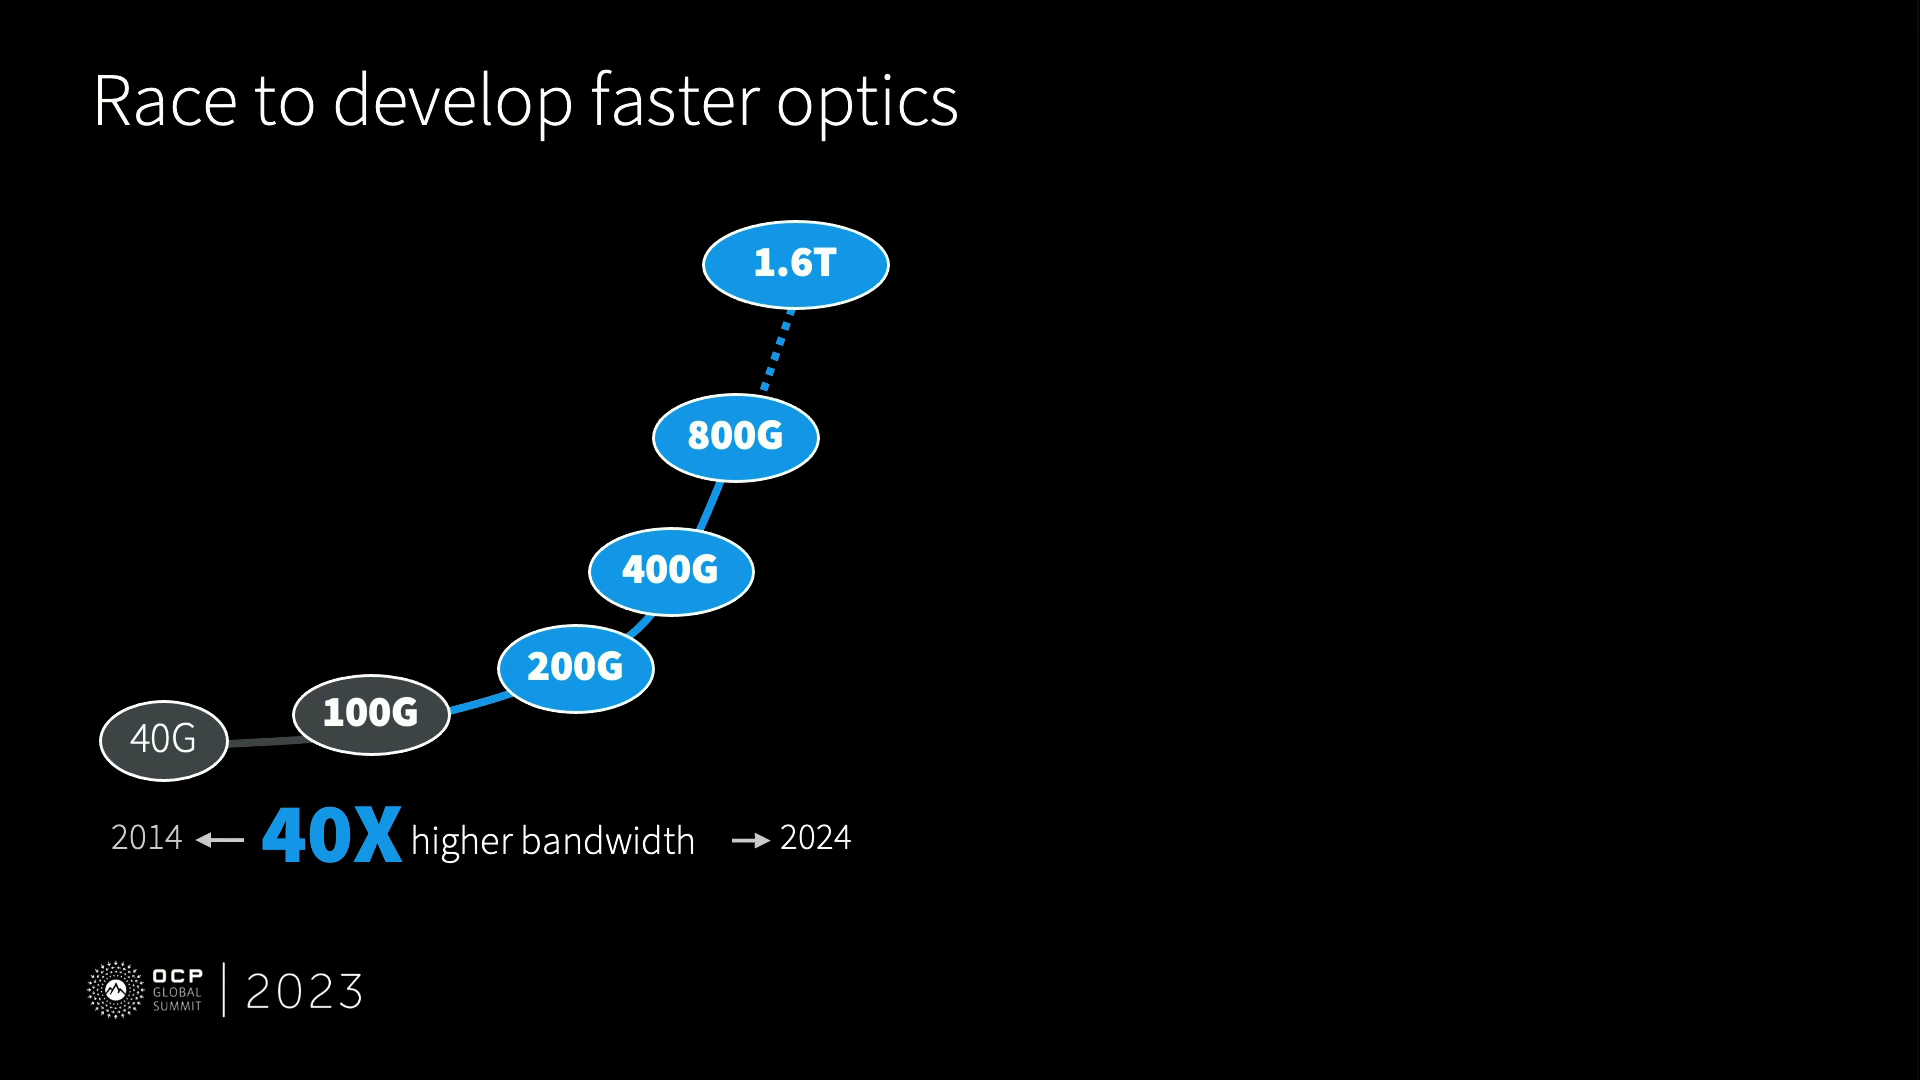 Race to develop faster optics
1.6T
800G
400G
200G
100G
40G
2014 40X higher bandwidth 2024
OCP
GLOBAL
SUMMIT
2023